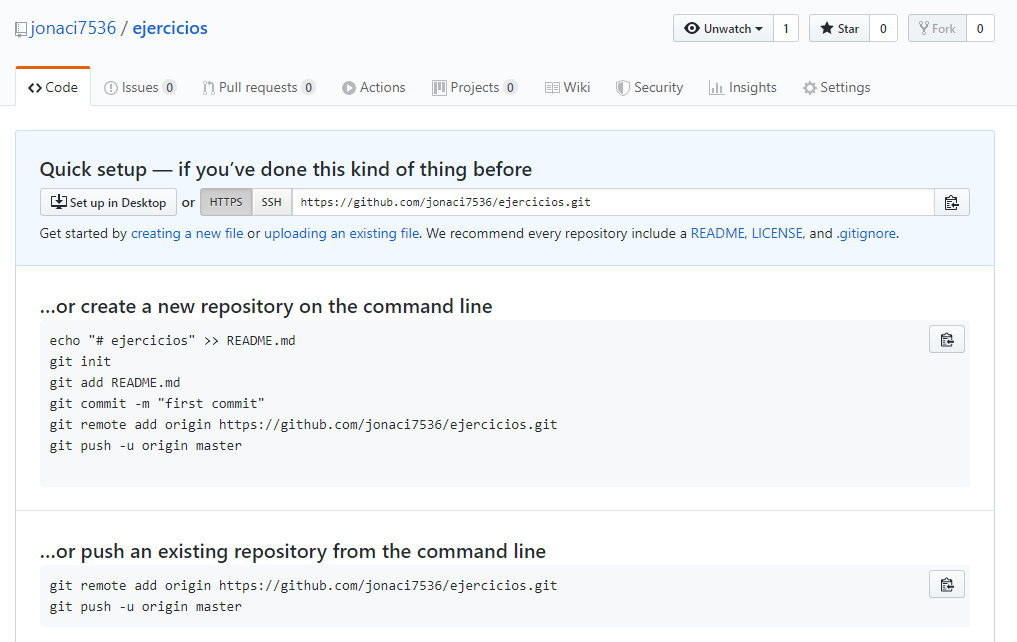 jonaci7536 / ejercicios
Unwatch 1 Star 0 Fork 0
Code Issues 0 Pull requests 0 Actions Projects 0 Wiki Security Insights Settings
Quick setup — if you’ve done this kind of thing before
Set up in Desktop or HTTPS SSH https://github.com/jonaci7536/ejercicios.git
Get started by creating a new file or uploading an existing file. We recommend every repository include a README, LICENSE, and .gitignore.
…or create a new repository on the command line
echo "# ejercicios" >> README.md
git init
git add README.md
git commit -m "first commit"
git remote add origin https://github.com/jonaci7536/ejercicios.git
git push -u origin master
…or push an existing repository from the command line
git remote add origin https://github.com/jonaci7536/ejercicios.git
git push -u origin master